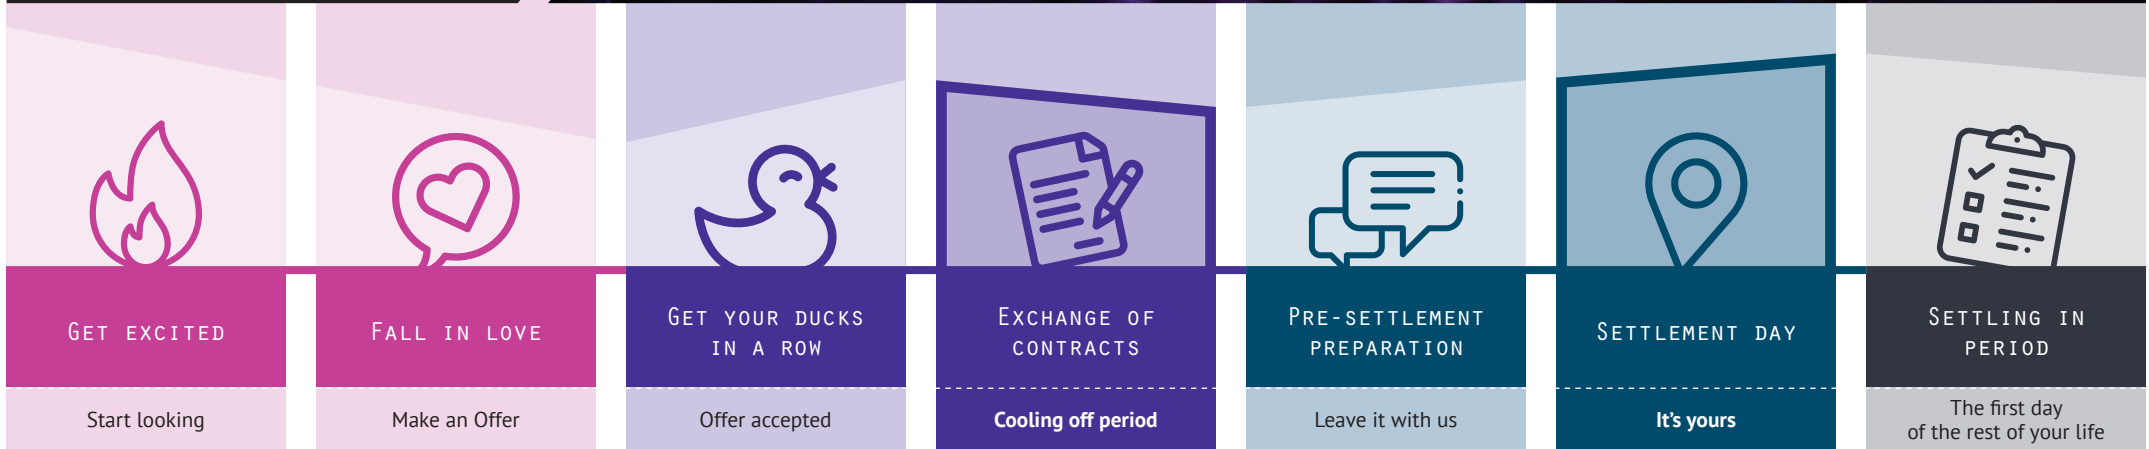 GET EXCITED
Start looking
FALL IN LOVE
Make an Offer
GET YOUR DUCKS
IN A ROW
Offer accepted
EXCHANGE OF
CONTRACTS
Cooling off period
PRE-SETTLEMENT
PREPARATION
Leave it with us
SETTLEMENT DAY
It's yours
SETTLING IN
PERIOD
The first day
of the rest of your life